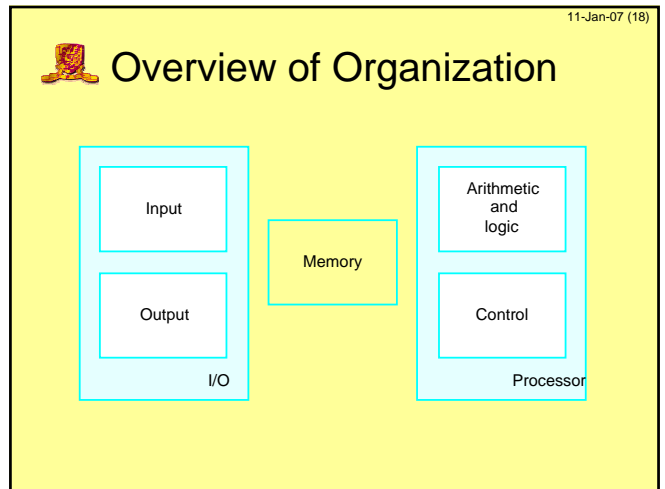 11-Jan-07 (18)
Overview of Organization
Input
Output
I/O
Memory
Arithmetic
and
logic
Control
Processor